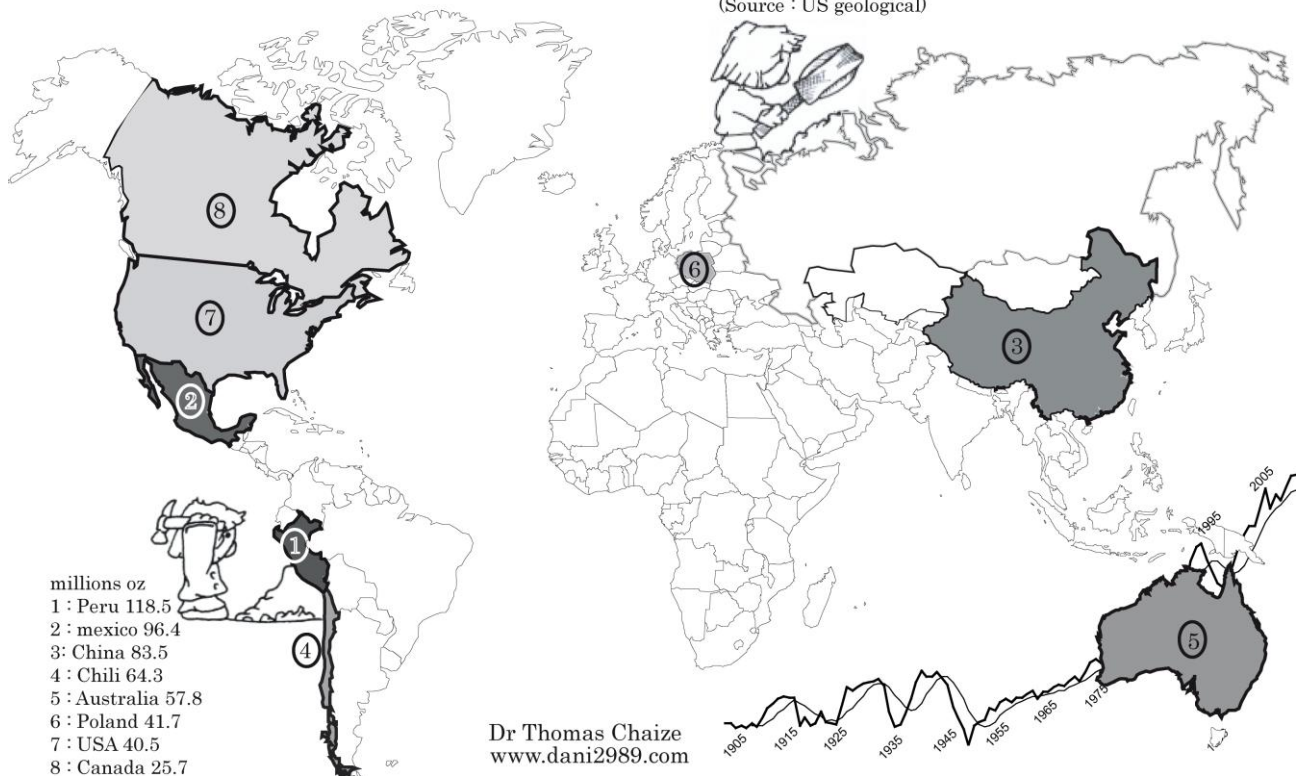 (Source : US geological)
8
6
7
3
2
2005
1995
1
millions oz
1 : Peru 118.5
2 : mexico 96.4
3: China 83.5
4 : Chili 64.3
5 : Australia 57.8
6 : Poland 41.7
7 : USA 40.5
8 : Canada 25.7
4
5
Dr Thomas Chaize
www.dani2989.com
1905
1915
1925
1935
1945
1955
1965
1975